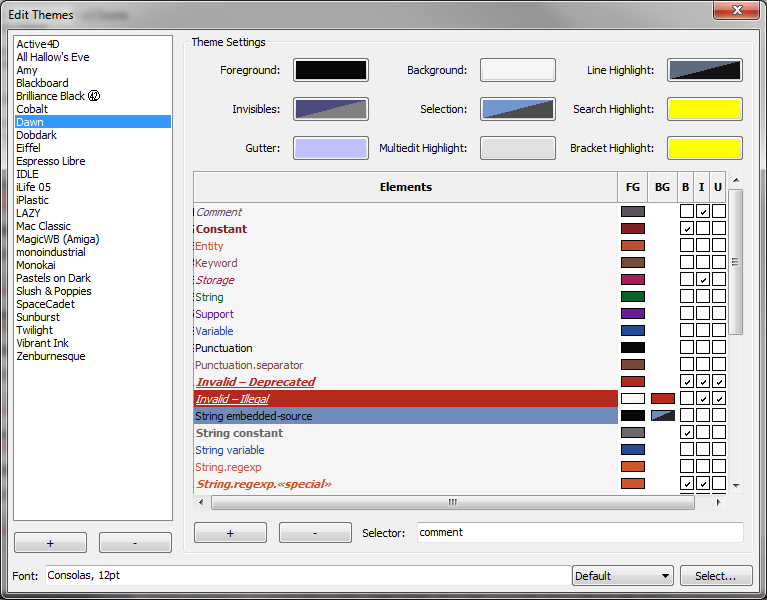 Edit Themes
Active4D
All Hallow's Eve
Amy
Blackboard
Brilliance Black
Cobalt
Dawn
Dobdark
Eiffel
Espresso Libre
IDLE
iLife 05
iPlastic
LAZY
Mac Classic
MagicWB (Amiga)
monoindustrial
Monokai
Pastels on Dark
Slush & Poppies
SpaceCadet
Sunburst
Twilight
Vibrant Ink
Zenburnesque
+ -
Theme Settings
Foreground: Background: Line Highlight:
Invisibles: Selection: Search Highlight:
Gutter: Multiedit Highlight: Bracket Highlight:
Elements FG BG B I U
Comment
Constant
Entity
Keyword
Storage
String
Support
Variable
Punctuation
Punctuation.separator
Invalid – Deprecated
Invalid – Illegal
String embedded-source
String constant
String variable
String.regexp
String.regexp.«special»
+ - Selector: comment
Font: Consolas, 12pt Default Select...